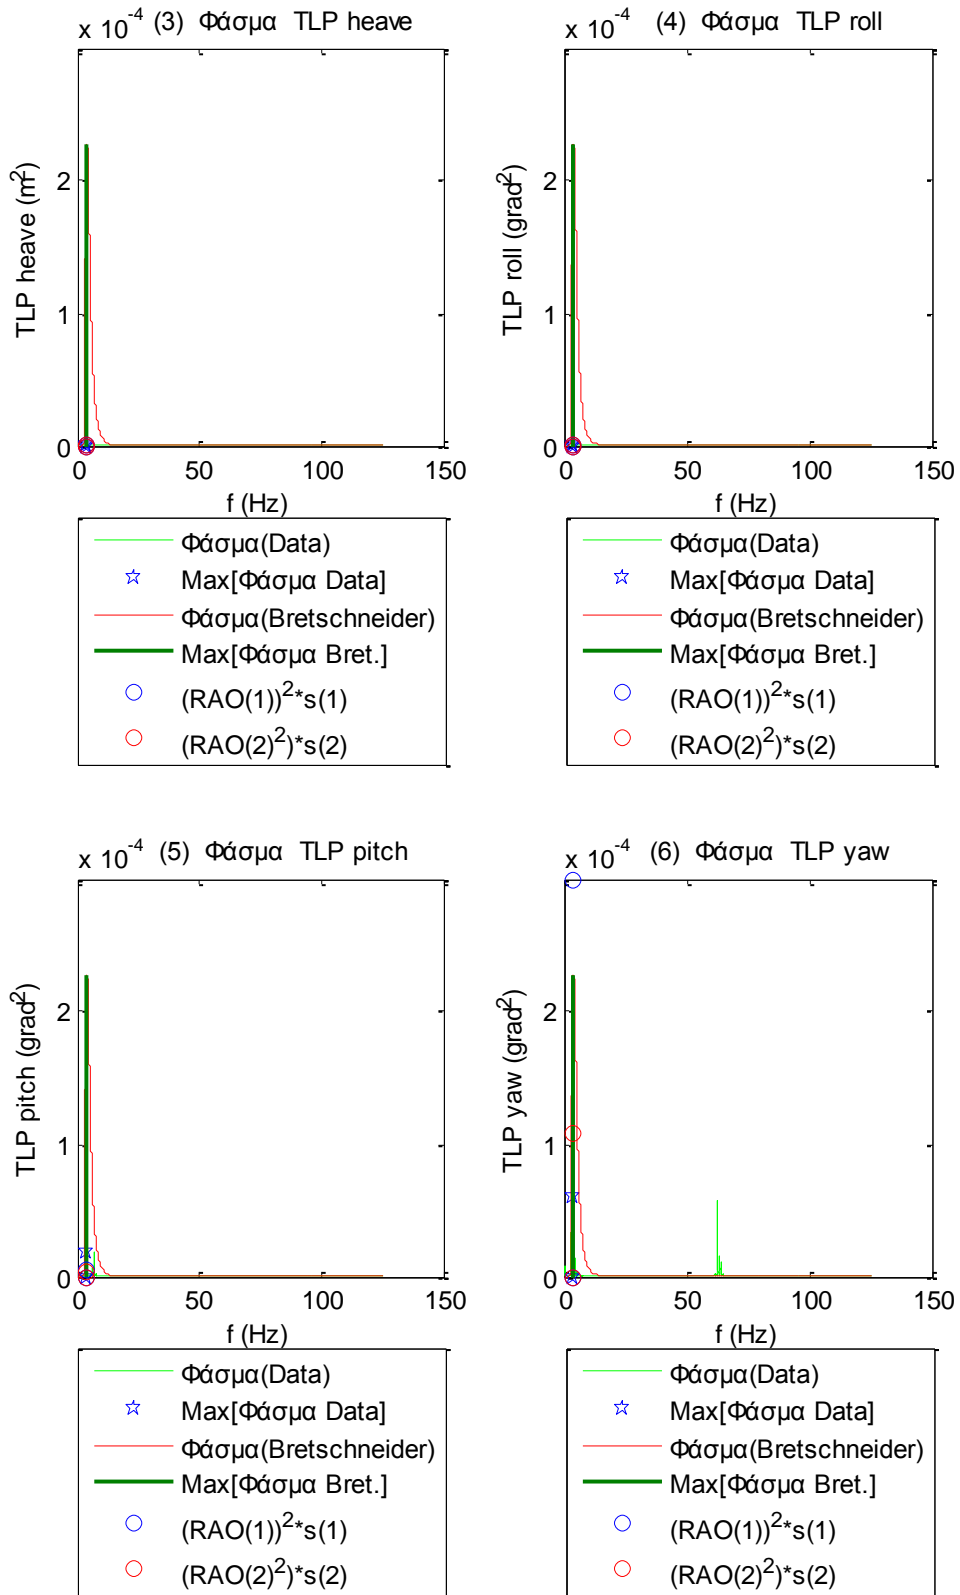 x 10^-4 (3) Φάσμα TLP heave
TLP heave (m^2)
2
1
0
0 50 100 150
f (Hz)
Φάσμα(Data)
Max[Φάσμα Data]
Φάσμα(Bretschneider)
Max[Φάσμα Bret.]
(RAO(1))^2*s(1)
(RAO(2)^2)*s(2)
x 10^-4 (4) Φάσμα TLP roll
TLP roll (grad^2)
2
1
0
0 50 100 150
f (Hz)
Φάσμα(Data)
Max[Φάσμα Data]
Φάσμα(Bretschneider)
Max[Φάσμα Bret.]
(RAO(1))^2*s(1)
(RAO(2)^2)*s(2)
x 10^-4 (5) Φάσμα TLP pitch
TLP pitch (grad^2)
2
1
0
0 50 100 150
f (Hz)
Φάσμα(Data)
Max[Φάσμα Data]
Φάσμα(Bretschneider)
Max[Φάσμα Bret.]
(RAO(1))^2*s(1)
(RAO(2)^2)*s(2)
x 10^-4 (6) Φάσμα TLP yaw
TLP yaw (grad^2)
2
1
0
0 50 100 150
f (Hz)
Φάσμα(Data)
Max[Φάσμα Data]
Φάσμα(Bretschneider)
Max[Φάσμα Bret.]
(RAO(1))^2*s(1)
(RAO(2)^2)*s(2)